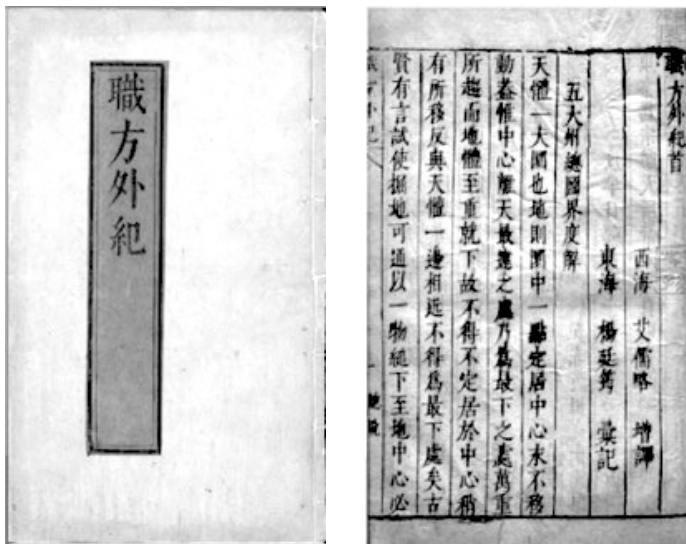 職方外紀
職方外紀首
西海 艾儒略 增譯
東海 楊廷筠 彙記
五大州總圖界度解
天體一大圜也地則圜中一點定居中心永不移
動蓋惟中心離天最遠之處乃爲最下之處萬重
所趨而地體至重就下故不得不定居於中心稍
有所移反與天體一邊相近不得爲最下處矣古
賢有言試使掘地可通以一物縋下至地中心必